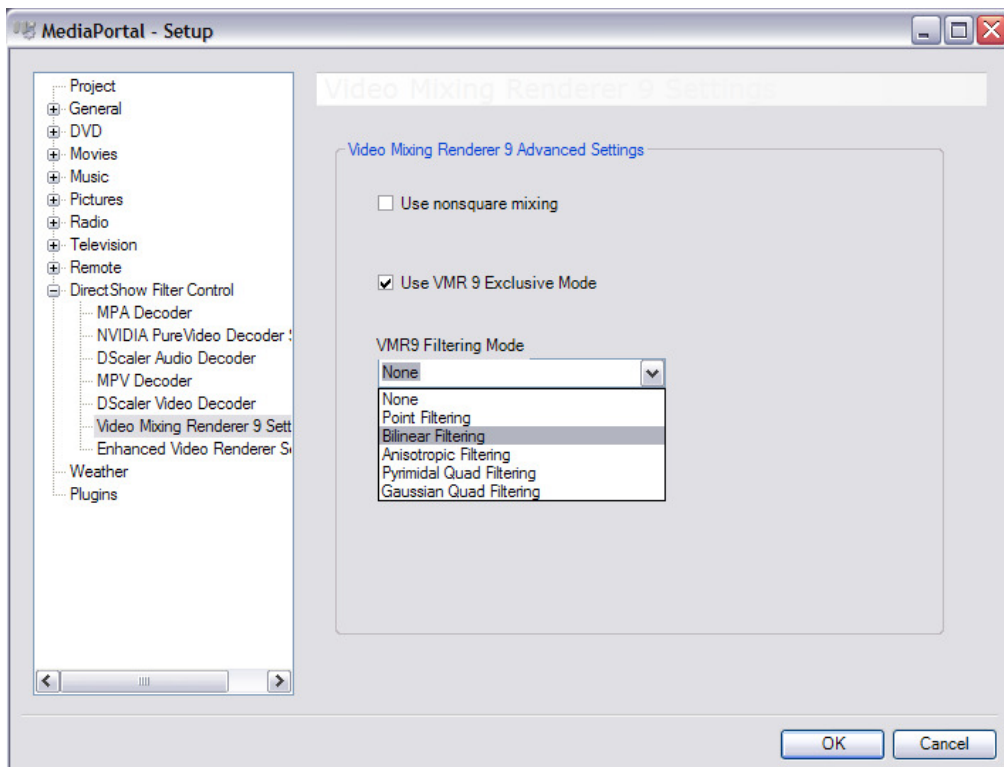 MediaPortal - Setup
Project
General
DVD
Movies
Music
Pictures
Radio
Television
Remote
DirectShow Filter Control
MPA Decoder
NVIDIA PureVideo Decoder
DScaler Audio Decoder
MPV Decoder
DScaler Video Decoder
Video Mixing Renderer 9 Sett
Enhanced Video Renderer Se
Weather
Plugins
Video Mixing Renderer 9 Settings
Video Mixing Renderer 9 Advanced Settings
Use nonsquare mixing
Use VMR 9 Exclusive Mode
VMR9 Filtering Mode
None
None
Point Filtering
Bilinear Filtering
Anisotropic Filtering
Pyrimidal Quad Filtering
Gaussian Quad Filtering
OK
Cancel